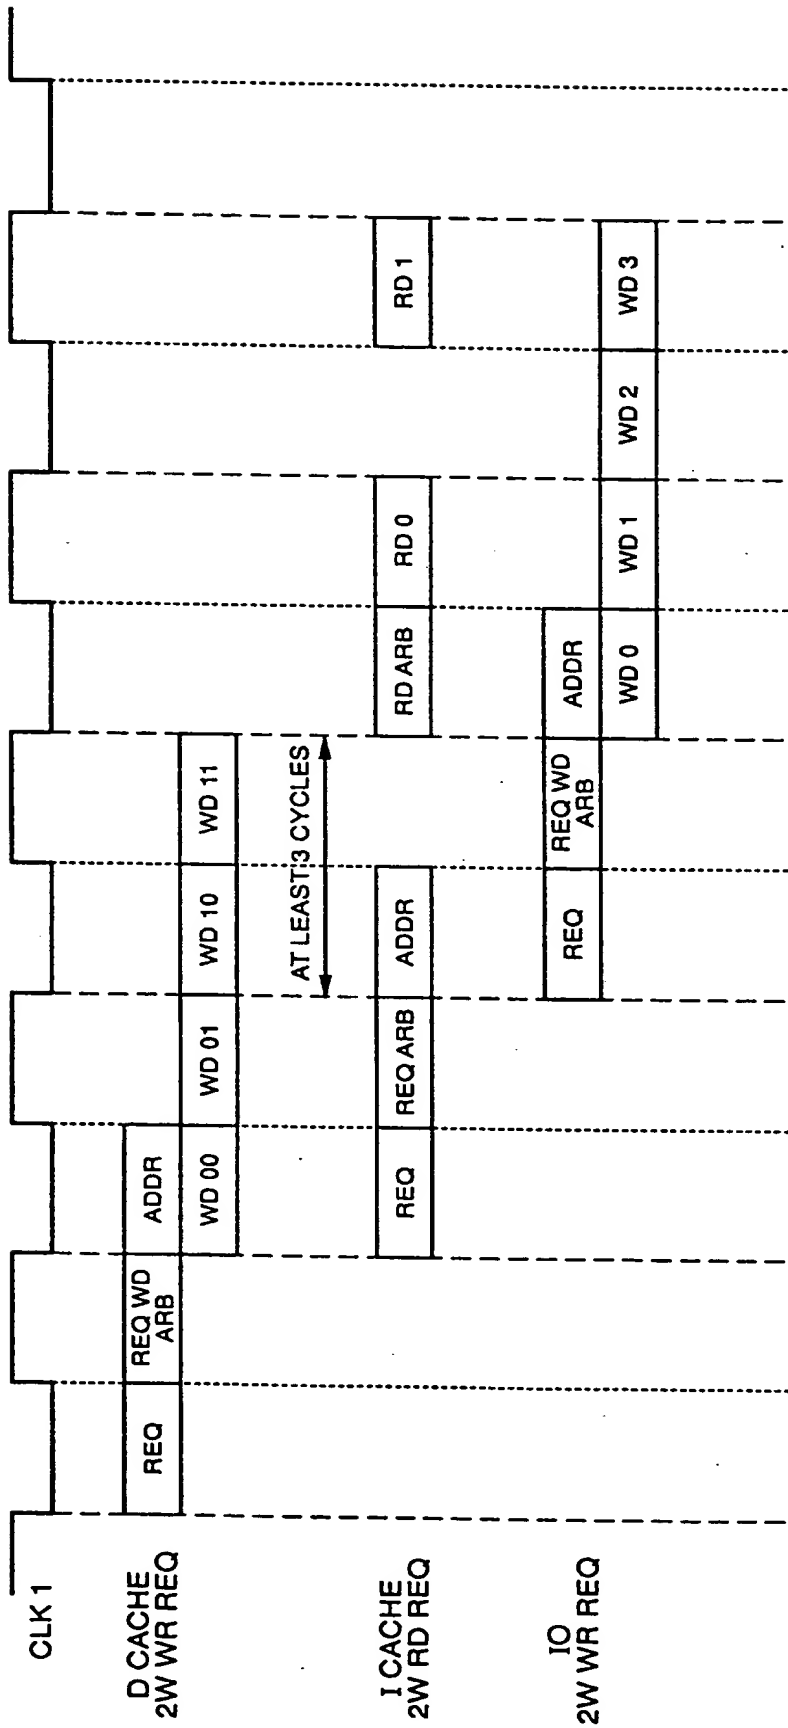 CLK 1
D CACHE
2W WR REQ
REQ
REQ WD
ARB
ADDR
WD 00
WD 01
WD 10
WD 11
AT LEAST 3 CYCLES
I CACHE
2W RD REQ
REQ
REQ ARB
ADDR
RD ARB
RD 0
RD 1
IO
2W WR REQ
REQ
REQ WD
ARB
ADDR
WD 0
WD 1
WD 2
WD 3